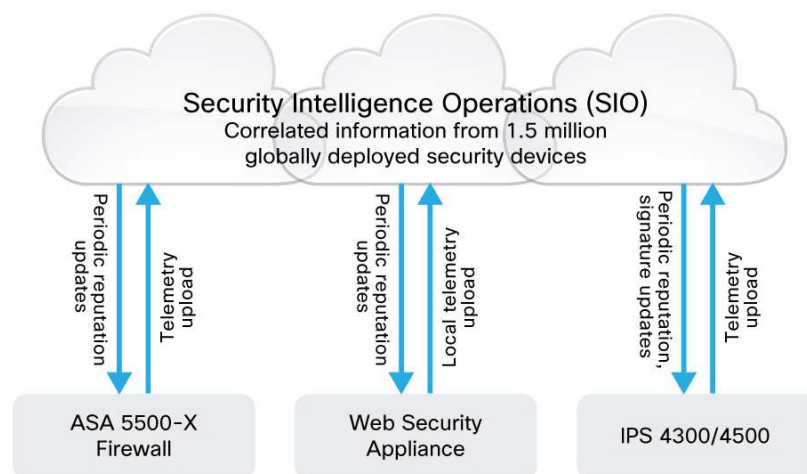 Security Intelligence Operations (SIO)
Correlated information from 1.5 million
globally deployed security devices
Periodic reputation
updates
Telemetry
upload
Periodic reputation
updates
Local telemetry
upload
Periodic reputation,
signature updates
Telemetry
upload
ASA 5500-X
Firewall
Web Security
Appliance
IPS 4300/4500